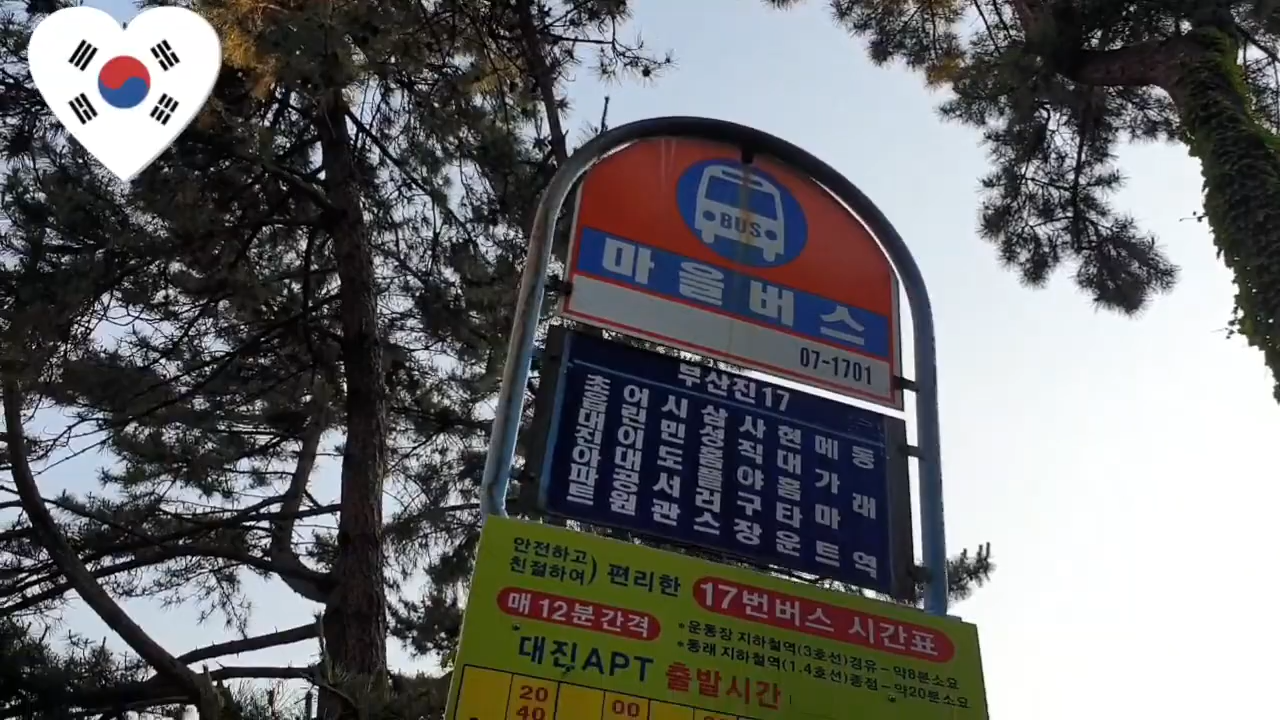 BUS
마을버스
07-1701
부산진17
초읍대진아파트
어린이대공원
시민도서관
삼성홈플러스
사직야구장
현대홈타운
메가마트
동래역
안전하고
친절하여) 편리한 17번버스 시간표
매12분간격
*운동장 지하철역(3호선)경유-약8분소요
*동래 지하철역(1.4호선)종점-약20분소요
대진APT 출발시간
20
40
00